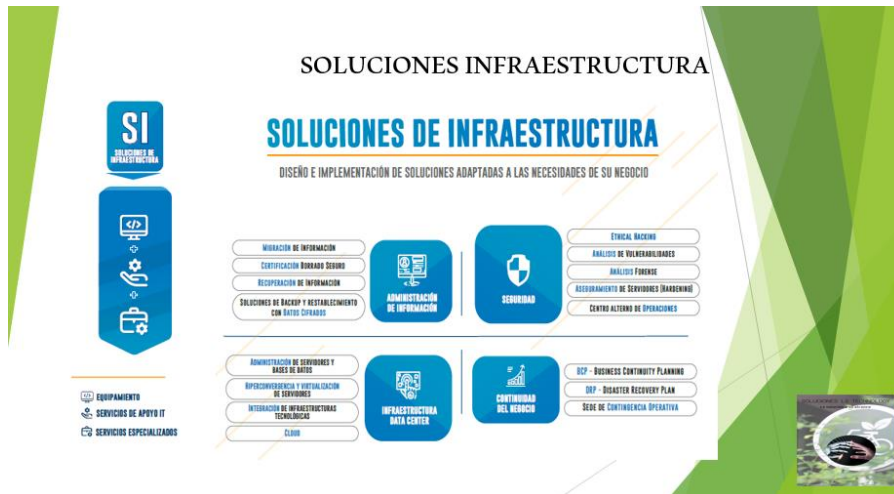 SOLUCIONES INFRAESTRUCTURA
SI
SOLUCIONES DE
INFRAESTRUCTURA
SOLUCIONES DE INFRAESTRUCTURA
DISEÑO E IMPLEMENTACIÓN DE SOLUCIONES ADAPTADAS A LAS NECESIDADES DE SU NEGOCIO
MIGRACIÓN DE INFORMACIÓN
CERTIFICACIÓN BORRADO SEGURO
RECUPERACIÓN DE INFORMACIÓN
SOLUCIONES DE BACKUP Y RESTABLECIMIENTO
CON DATOS CIFRADOS
ADMINISTRACIÓN
DE INFORMACIÓN
SEGURIDAD
ETHICAL HACKING
ANÁLISIS DE VULNERABILIDADES
ANÁLISIS FORENSE
ASEGURAMIENTO DE SERVIDORES (HARDENING)
CENTRO ALTERNO DE OPERACIONES
ADMINISTRACIÓN DE SERVIDORES Y
BASES DE DATOS
HIPERCONVERGENCIA Y VIRTUALIZACIÓN
DE SERVIDORES
INTEGRACIÓN DE INFRAESTRUCTURAS
TECNOLÓGICAS
CLOUD
INFRAESTRUCTURA
DATA CENTER
CONTINUIDAD
DEL NEGOCIO
BCP - BUSINESS CONTINUITY PLANNING
DRP - DISASTER RECOVERY PLAN
SEDE DE CONTINGENCIA OPERATIVA
EQUIPAMIENTO
SERVICIOS DE APOYO IT
SERVICIOS ESPECIALIZADOS